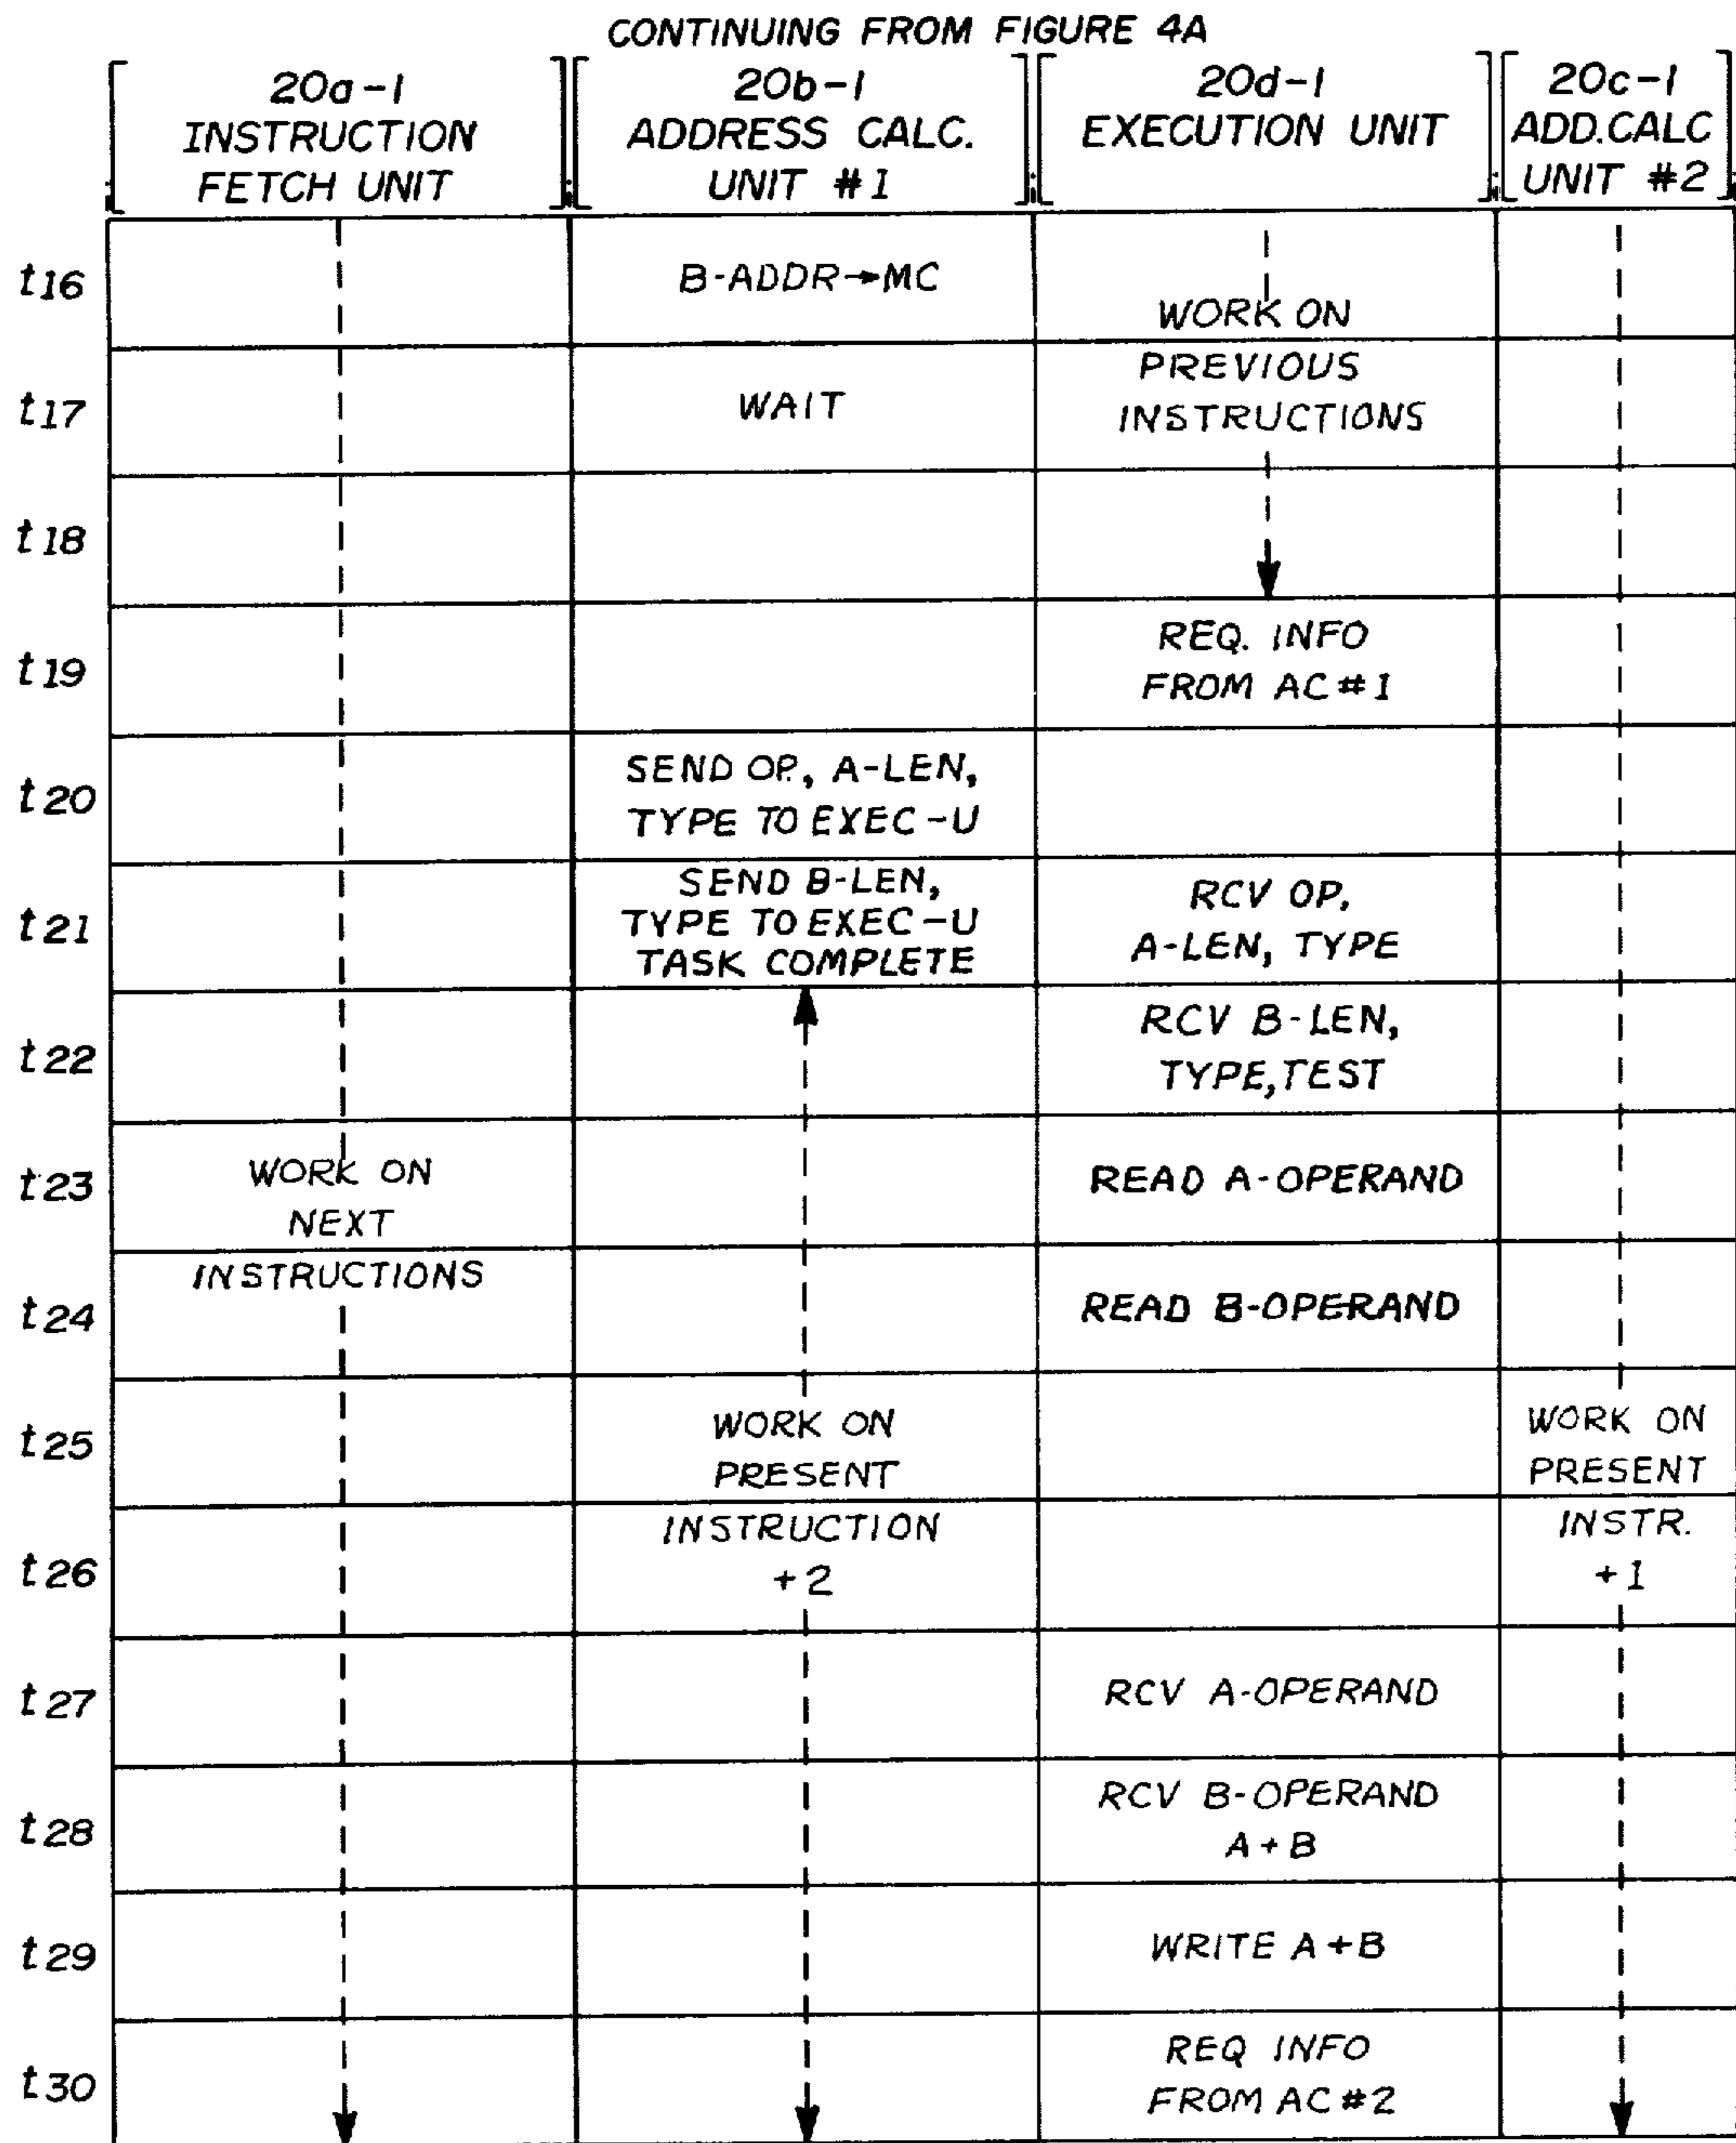 CONTINUING FROM FIGURE 4A
20a-1
INSTRUCTION
FETCH UNIT
20b-1
ADDRESS CALC.
UNIT #1
20d-1
EXECUTION UNIT
20c-1
ADD.CALC
UNIT #2
t16
B-ADDR→MC
WORK ON
t17
WAIT
PREVIOUS
INSTRUCTIONS
t18
t19
REQ. INFO
FROM AC#1
t20
SEND OP., A-LEN,
TYPE TO EXEC-U
t21
SEND B-LEN,
TYPE TO EXEC-U
TASK COMPLETE
RCV OP,
A-LEN, TYPE
t22
RCV B-LEN,
TYPE, TEST
t23
WORK ON
NEXT
READ A-OPERAND
t24
INSTRUCTIONS
READ B-OPERAND
t25
WORK ON
PRESENT
WORK ON
PRESENT
t26
INSTRUCTION
+2
INSTR.
+1
t27
RCV A-OPERAND
t28
RCV B-OPERAND
A+B
t29
WRITE A+B
t30
REQ INFO
FROM AC#2